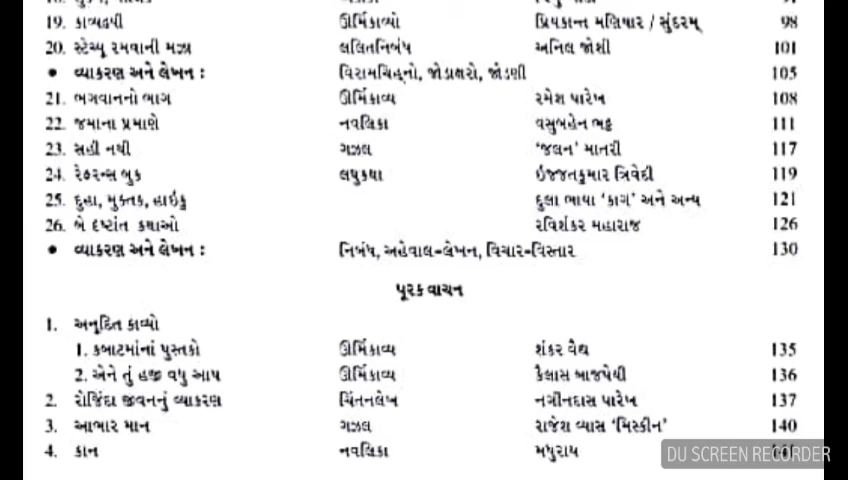 19. કાવ્યદ્વયી ઊર્મિકાવ્યો પ્રિયકાન્ત મણિયાર / સુંદરમ્ 98
20. સ્ટેચ્યૂ રમવાની મઝા લલિતનિબંધ અનિલ જોશી 101
• વ્યાકરણ અને લેખન : વિરામચિહ્નો, જોડાક્ષરો, જોડણી 105
21. ભગવાનનો ભાગ ઊર્મિકાવ્ય રમેશ પારેખ 108
22. જમાના પ્રમાણે નવલિકા વસુબહેન ભટ્ટ 111
23. સહી નથી ગઝલ 'જલન' માતરી 117
24. રેફરન્સ બુક લઘુકથા ઇજ્જતકુમાર ત્રિવેદી 119
25. દુહા, મુક્તક, હાઇકુ દુલા ભાયા 'કાગ' અને અન્ય 121
26. બે દૃષ્ટાંત કથાઓ રવિશંકર મહારાજ 126
• વ્યાકરણ અને લેખન : નિબંધ, અહેવાલ-લેખન, વિચાર-વિસ્તાર 130
પૂરક વાચન
1. અનૂદિત કાવ્યો
1. કબાટમાંનાં પુસ્તકો ઊર્મિકાવ્ય શંકર વૈદ્ય 135
2. એને તું હજી વધુ આપ ઊર્મિકાવ્ય કૈલાસ બાજપેયી 136
2. રોજિંદા જીવનનું વ્યાકરણ ચિંતનલેખ નગીનદાસ પારેખ 137
3. આભાર માન ગઝલ રાજેશ વ્યાસ 'મિસ્કીન' 140
4. કાન નવલિકા મધુરાય
DU SCREEN RECORDER